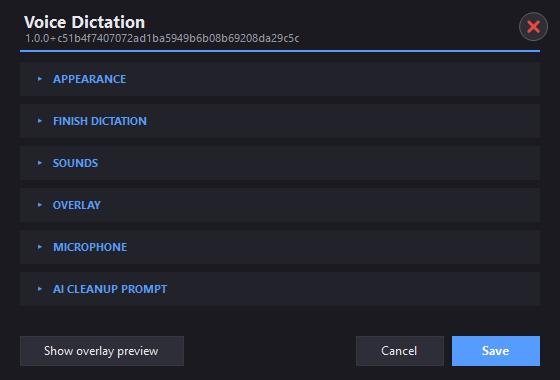 Voice Dictation
1.0.0+c51b4f7407072ad1ba5949b6b08b69208da29c5c
APPEARANCE
FINISH DICTATION
SOUNDS
OVERLAY
MICROPHONE
AI CLEANUP PROMPT
Show overlay preview
Cancel
Save